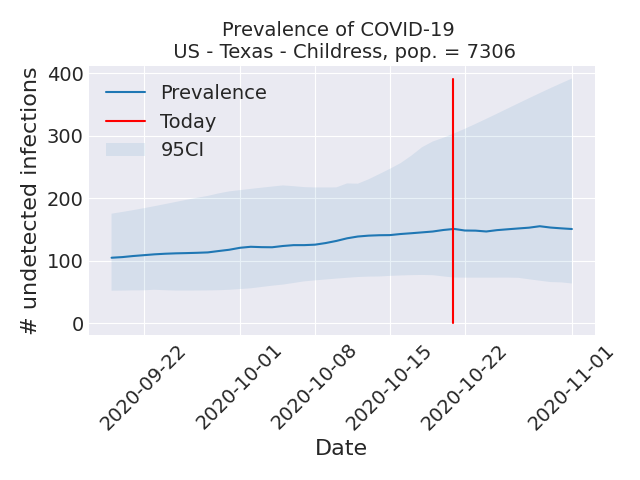 Prevalence of COVID-19
US - Texas - Childress, pop. = 7306
# undetected infections
400
300
200
100
0
Prevalence
Today
95CI
2020-09-22
2020-10-01
2020-10-08
2020-10-15
2020-10-22
2020-11-01
Date